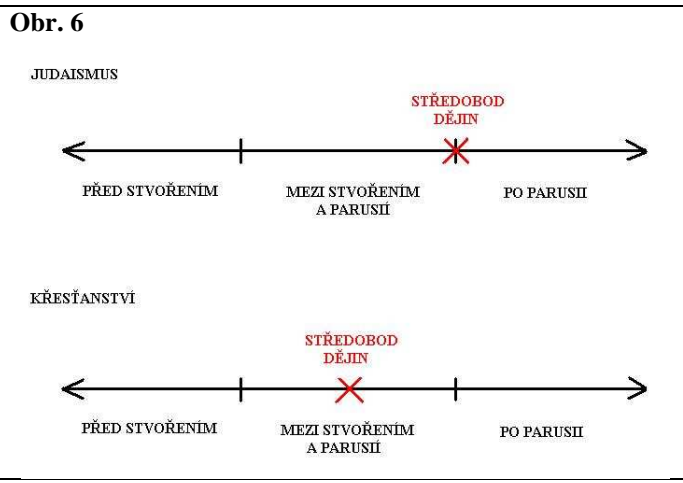 Obr. 6
JUDAISMUS
STŘEDOBOD
DĚJIN
PŘED STVOŘENÍM
MEZI STVOŘENÍM
A PARUSIÍ
PO PARUSII
KŘESŤANSTVÍ
STŘEDOBOD
DĚJIN
PŘED STVOŘENÍM
MEZI STVOŘENÍM
A PARUSIÍ
PO PARUSII